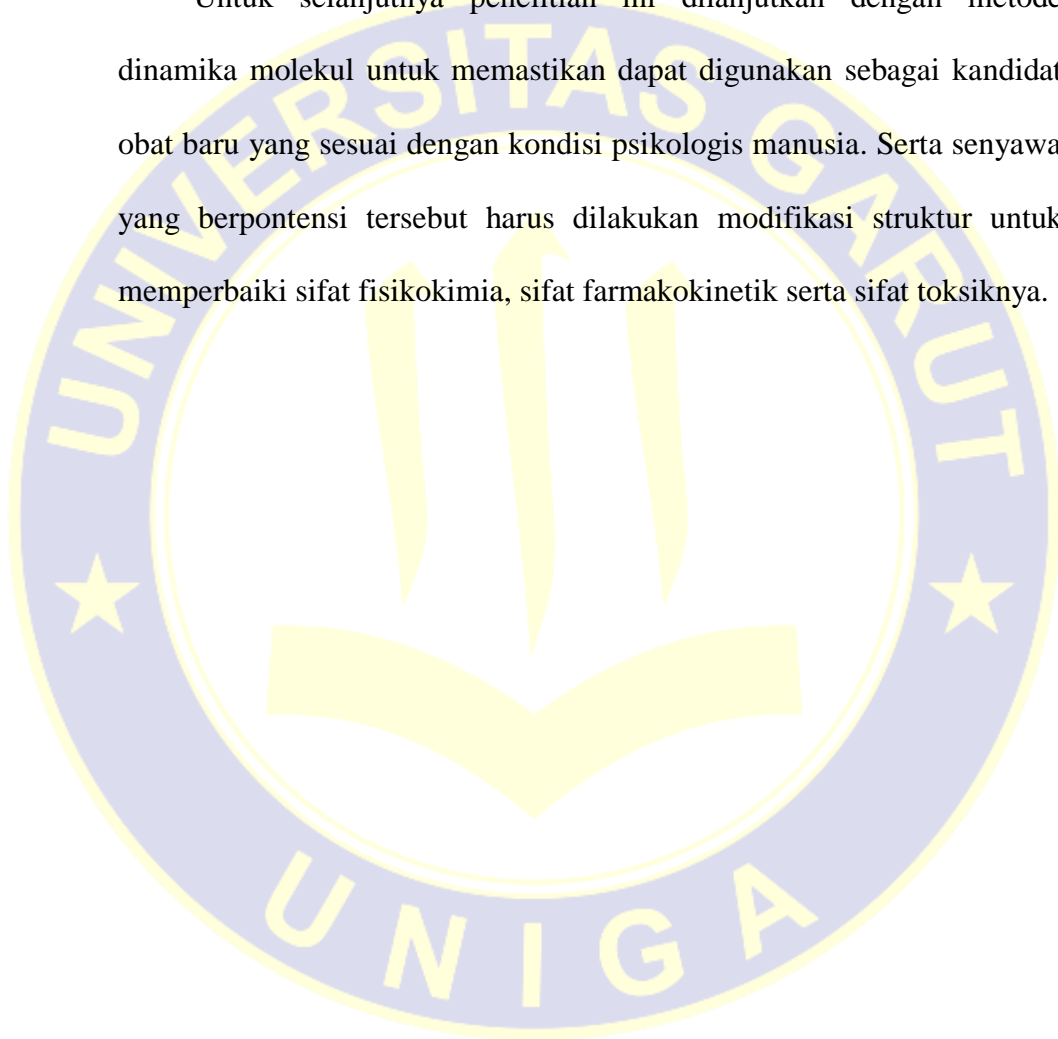 Untuk selanjutnya penelitian ini dilanjutkan dengan metode
dinamika molekul untuk memastikan dapat digunakan sebagai kandidat
obat baru yang sesuai dengan kondisi psikologis manusia. Serta senyawa
yang berpontensi tersebut harus dilakukan modifikasi struktur untuk
memperbaiki sifat fisikokimia, sifat farmakokinetik serta sifat toksiknya.
UNIVERSITAS GARUT
UNIGA